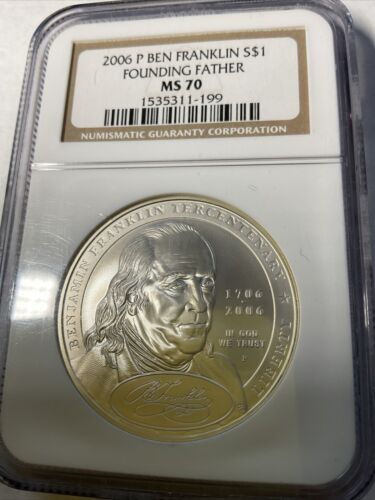 2006 P BEN FRANKLIN S$1
FOUNDING FATHER
MS 70
1535311-199
NUMISMATIC GUARANTY CORPORATION
BENJAMIN FRANKLIN TERCENTENARY
LIBERTY
1706
2006
IN GOD
WE TRUST
P
B Franklin